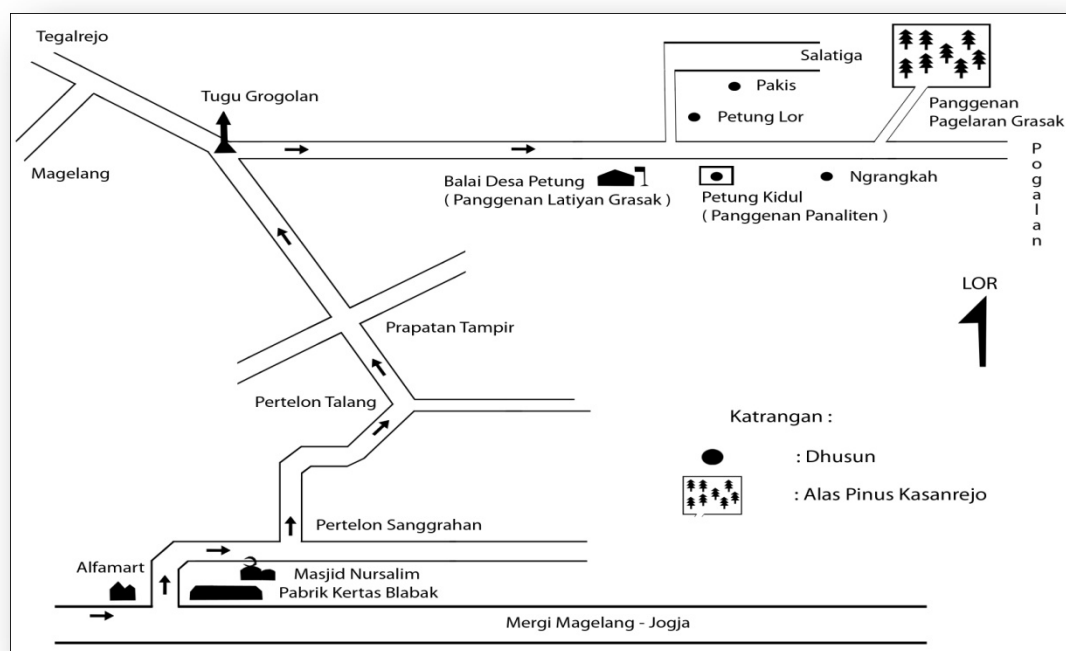 Tegalrejo
Salatiga
Tugu Grogolan
Pakis
Panggenan
Pagelaran Grasak
Petung Lor
Magelang
Balai Desa Petung
( Panggenan Latiyan Grasak )
Petung Kidul
( Panggenan Panaliten )
Ngrangkah
Pogalan
LOR
Prapatan Tampir
Pertelon Talang
Katrangan :
: Dhusun
: Alas Pinus Kasanrejo
Pertelon Sanggrahan
Alfamart
Masjid Nursalim
Pabrik Kertas Blabak
Mergi Magelang - Jogja